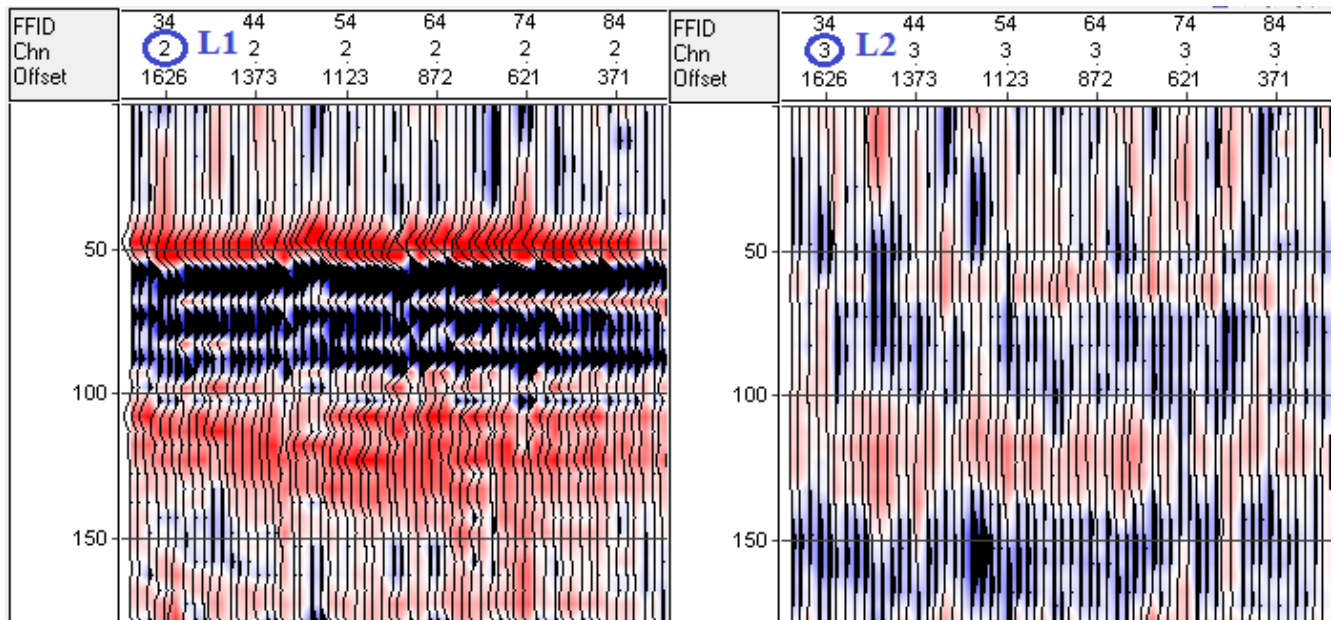 FFID 34 44 54 64 74 84
Chn 2 L1 2 2 2 2 2
Offset 1626 1373 1123 872 621 371
50
100
150
FFID 34 44 54 64 74 84
Chn 3 L2 3 3 3 3 3
Offset 1626 1373 1123 872 621 371
50
100
150